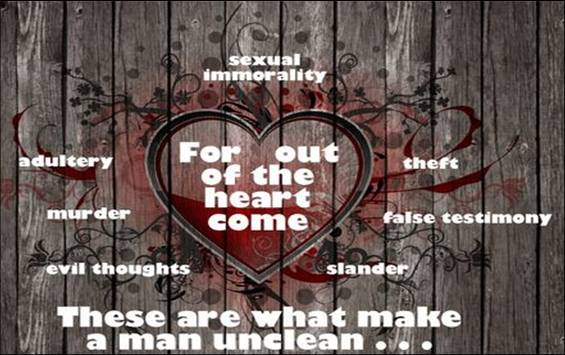 sexual
immorality
adultery
For out
of the
heart
come
theft
murder
false testimony
evil thoughts
slander
These are what make
a man unclean . . .